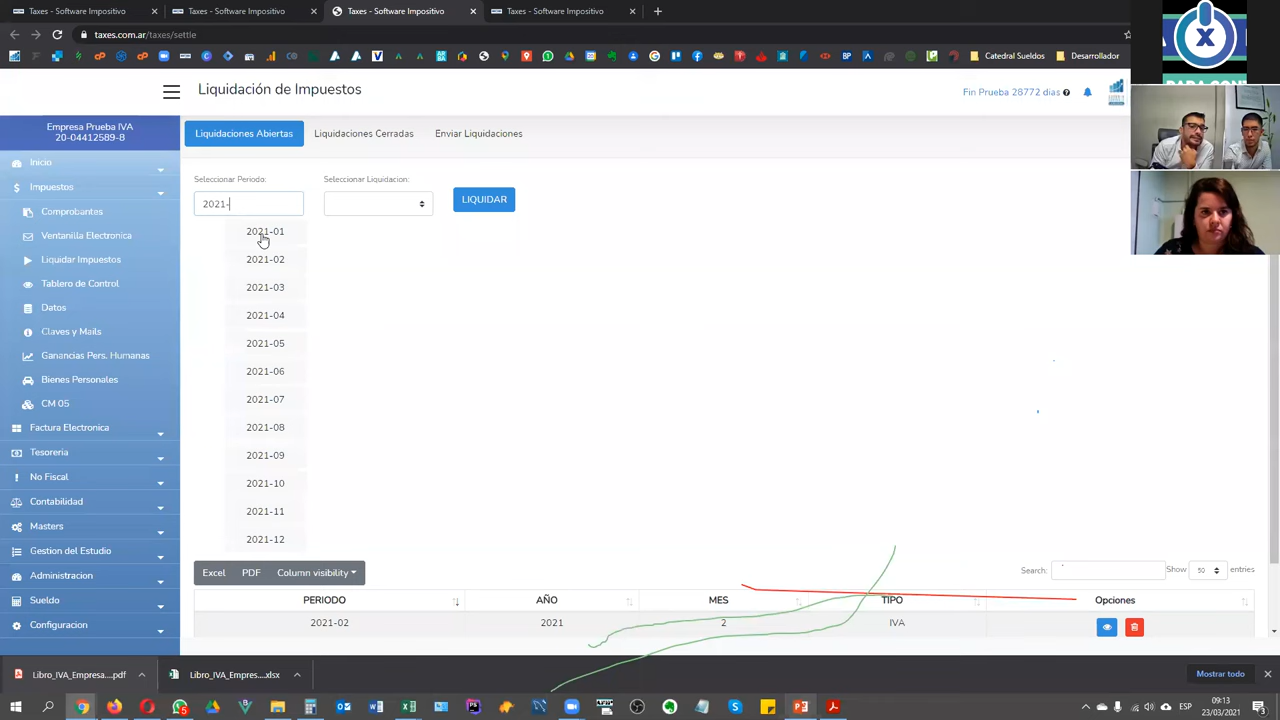 Taxes - Software Impositivo
Taxes - Software Impositivo
Taxes - Software Impositivo
Taxes - Software Impositivo
taxes.com.ar/taxes/settle
Catedral Sueldos
Desarrollador
X
PARA CONT
Liquidación de Impuestos
Fin Prueba 28772 dias
Empresa Prueba IVA
20-04412589-8
Liquidaciones Abiertas
Liquidaciones Cerradas
Enviar Liquidaciones
Inicio
Impuestos
Comprobantes
Ventanilla Electronica
Liquidar Impuestos
Tablero de Control
Datos
Claves y Mails
Ganancias Pers. Humanas
Bienes Personales
CM 05
Factura Electronica
Tesoreria
No Fiscal
Contabilidad
Masters
Gestion del Estudio
Administracion
Sueldo
Configuracion
Seleccionar Periodo:
Seleccionar Liquidacion:
2021-
LIQUIDAR
2021-01
2021-02
2021-03
2021-04
2021-05
2021-06
2021-07
2021-08
2021-09
2021-10
2021-11
2021-12
Excel PDF Column visibility
Search:
Show 50 entries
PERIODO AÑO MES TIPO Opciones
2021-02 2021 2 IVA
Libro_IVA_Empresa....pdf
Libro_IVA_Empres....xlsx
Mostrar todo
ESP
09:13
23/03/2021